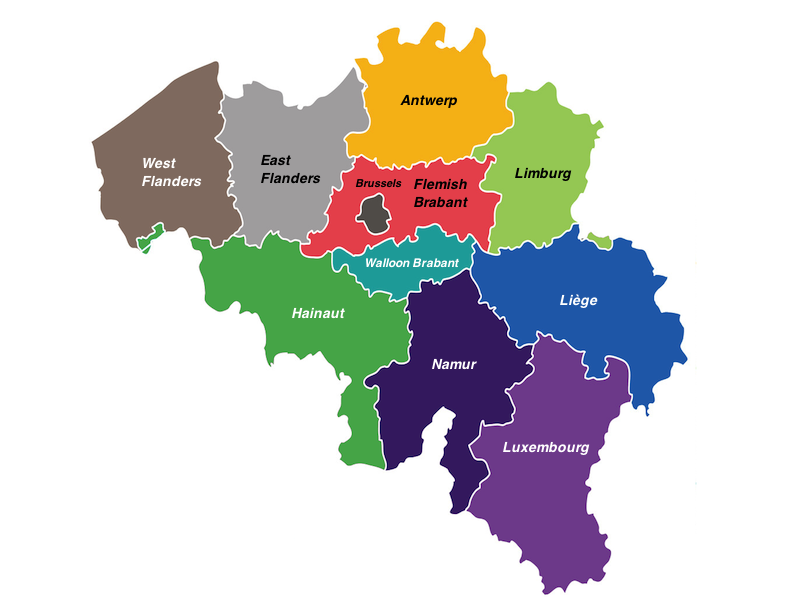 Antwerp
West
Flanders
East
Flanders
Limburg
Brussels
Flemish
Brabant
Walloon Brabant
Hainaut
Liège
Namur
Luxembourg